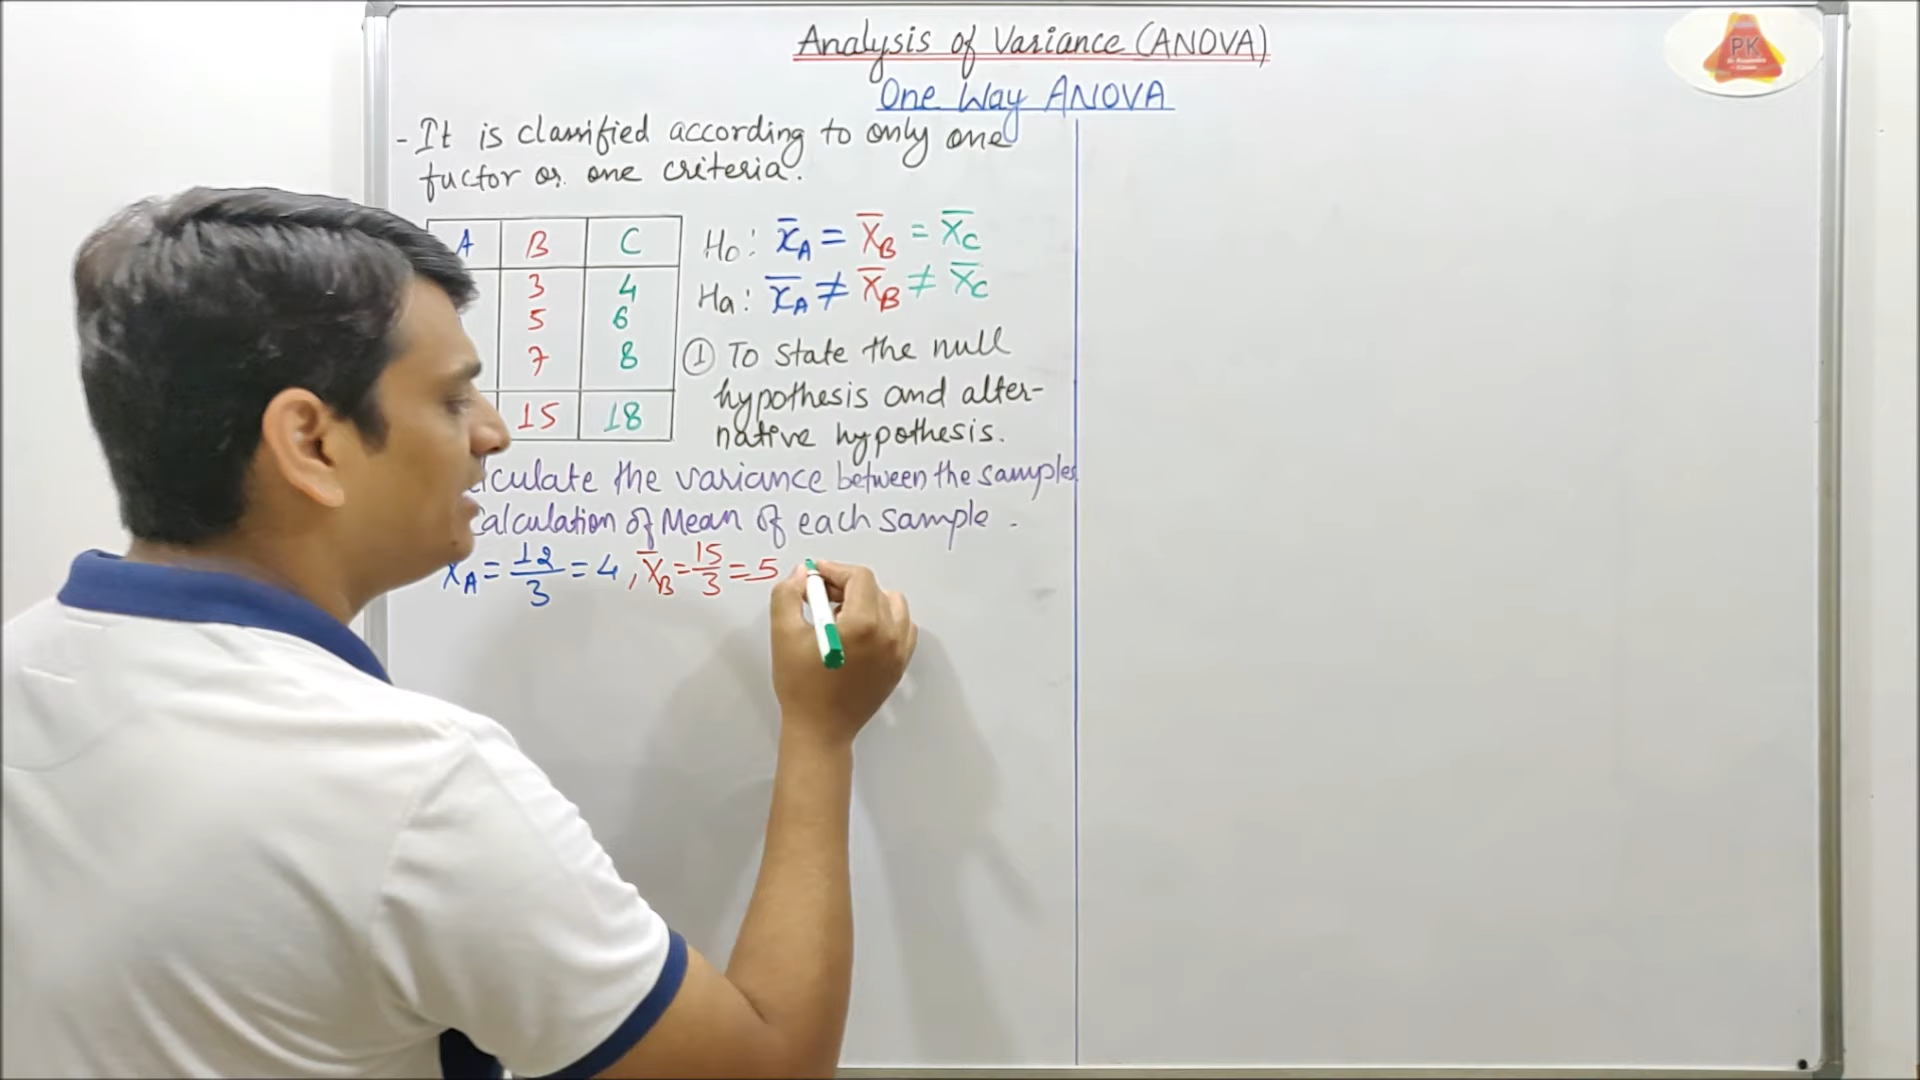 Analysis of Variance (ANOVA)
One Way ANOVA
- It is classified according to only one
factor or one criteria.
A B C
3 4
5 6
7 8
15 18
Ho: x̄A = X̄B = X̄C
Ha: x̄A ≠ X̄B ≠ X̄C
① To state the null
hypothesis and alter-
native hypothesis.
the variance between the samples
Calculation of Mean of each sample.
XA = 12/3 = 4, X̄B = 15/3 = 5
PK